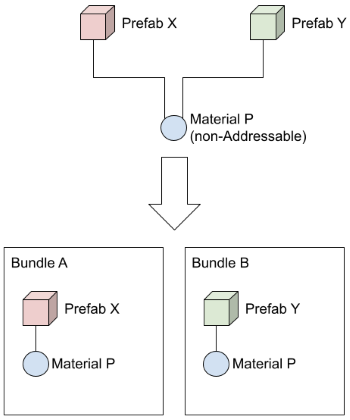 Prefab X
Prefab Y
Material P
(non-Addressable)
Bundle A
Prefab X
Material P
Bundle B
Prefab Y
Material P